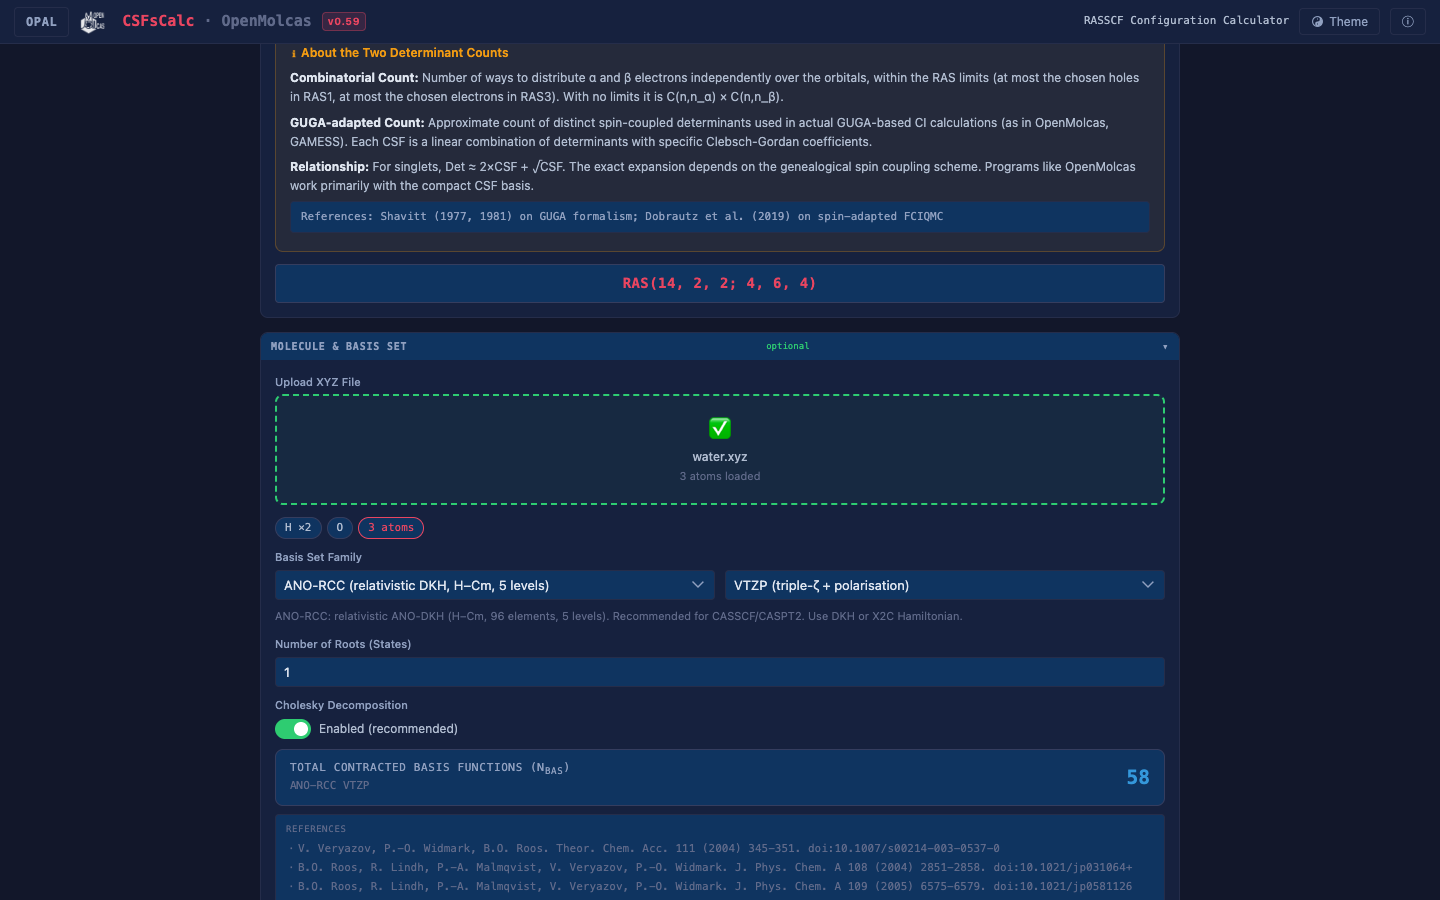 OPAL
OPEN MOLCAS
CSFsCalc · OpenMolcas v0.59
RASSCF Configuration Calculator
Theme
ℹ About the Two Determinant Counts
Combinatorial Count: Number of ways to distribute α and β electrons independently over the orbitals, within the RAS limits (at most the chosen holes
in RAS1, at most the chosen electrons in RAS3). With no limits it is C(n,n_α) × C(n,n_β).
GUGA-adapted Count: Approximate count of distinct spin-coupled determinants used in actual GUGA-based CI calculations (as in OpenMolcas,
GAMESS). Each CSF is a linear combination of determinants with specific Clebsch-Gordan coefficients.
Relationship: For singlets, Det ≈ 2×CSF + √CSF. The exact expansion depends on the genealogical spin coupling scheme. Programs like OpenMolcas
work primarily with the compact CSF basis.
References: Shavitt (1977, 1981) on GUGA formalism; Dobrautz et al. (2019) on spin-adapted FCIQMC
RAS(14, 2, 2; 4, 6, 4)
MOLECULE & BASIS SET
optional
Upload XYZ File
water.xyz
3 atoms loaded
H ×2
O
3 atoms
Basis Set Family
ANO-RCC (relativistic DKH, H–Cm, 5 levels)
VTZP (triple-ζ + polarisation)
ANO-RCC: relativistic ANO-DKH (H–Cm, 96 elements, 5 levels). Recommended for CASSCF/CASPT2. Use DKH or X2C Hamiltonian.
Number of Roots (States)
1
Cholesky Decomposition
Enabled (recommended)
TOTAL CONTRACTED BASIS FUNCTIONS (NBAS)
ANO-RCC VTZP
58
REFERENCES
· V. Veryazov, P.-O. Widmark, B.O. Roos. Theor. Chem. Acc. 111 (2004) 345–351. doi:10.1007/s00214-003-0537-0
· B.O. Roos, R. Lindh, P.-A. Malmqvist, V. Veryazov, P.-O. Widmark. J. Phys. Chem. A 108 (2004) 2851–2858. doi:10.1021/jp031064+
· B.O. Roos, R. Lindh, P.-A. Malmqvist, V. Veryazov, P.-O. Widmark. J. Phys. Chem. A 109 (2005) 6575–6579. doi:10.1021/jp0581126